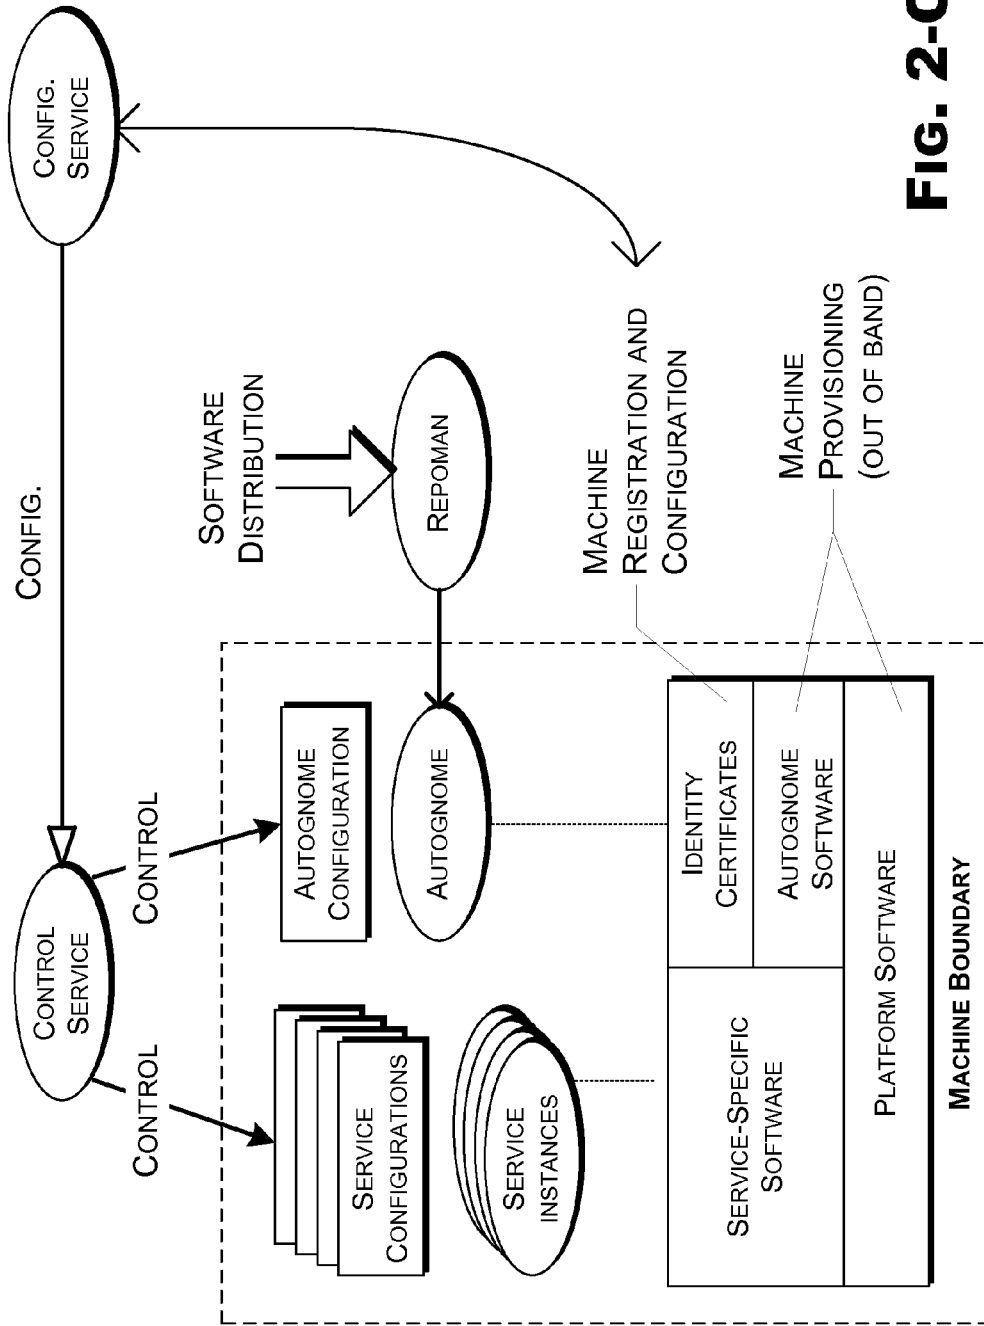 CONFIG.
CONTROL
SERVICE
CONFIG.
SERVICE
CONTROL
CONTROL
SOFTWARE
DISTRIBUTION
SERVICE
CONFIGURATIONS
AUTOGNOME
CONFIGURATION
SERVICE
INSTANCES
AUTOGNOME
REPOMAN
MACHINE
REGISTRATION AND
CONFIGURATION
SERVICE-SPECIFIC
SOFTWARE
IDENTITY
CERTIFICATES
AUTOGNOME
SOFTWARE
MACHINE
PROVISIONING
(OUT OF BAND)
PLATFORM SOFTWARE
MACHINE BOUNDARY
FIG.